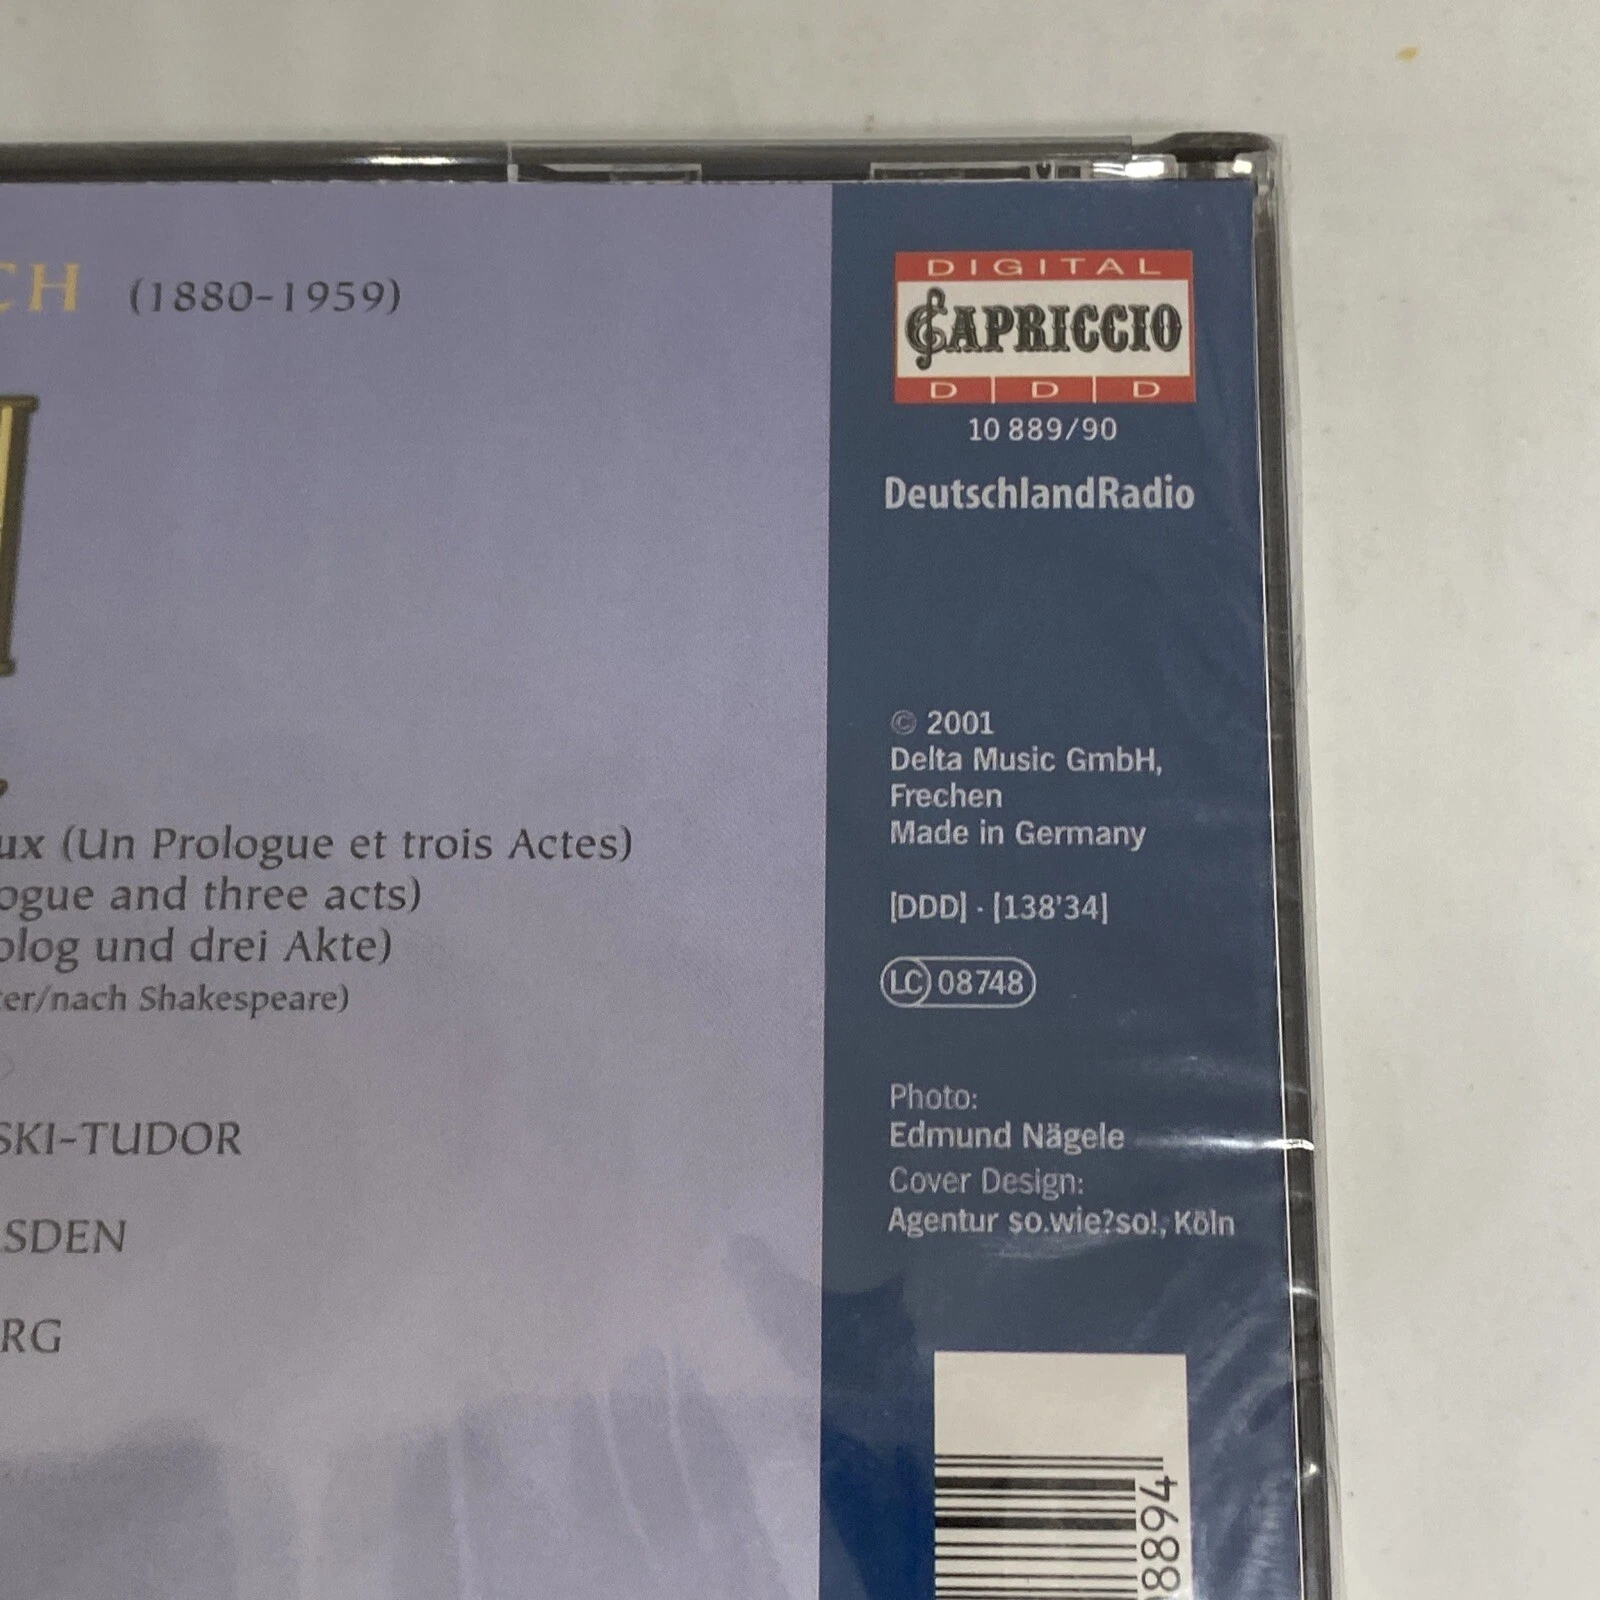 CH (1880-1959)
ux (Un Prologue et trois Actes)
ogue and three acts)
olog und drei Akte)
ter/nach Shakespeare)
SKI-TUDOR
SDEN
RG
DIGITAL
CAPRICCIO
D D D
10 889/90
DeutschlandRadio
© 2001
Delta Music GmbH,
Frechen
Made in Germany
[DDD] · [138'34]
LC 08748
Photo:
Edmund Nägele
Cover Design:
Agentur so.wie?so!, Köln
8894